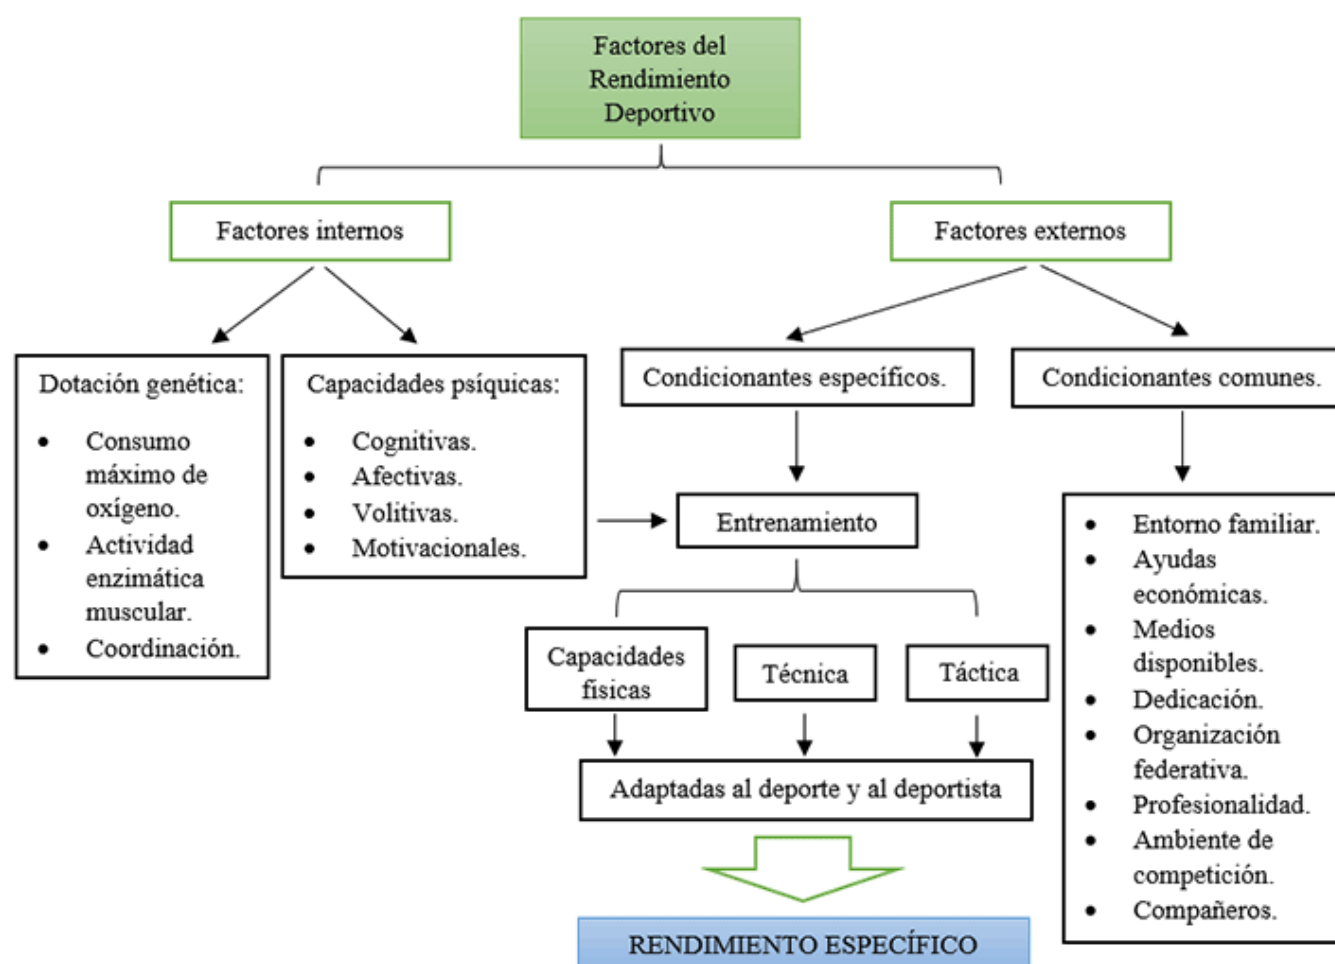 Factores del
Rendimiento
Deportivo
Factores internos
Factores externos
Dotación genética:
• Consumo
máximo de
oxígeno.
• Actividad
enzimática
muscular.
• Coordinación.
Capacidades psíquicas:
• Cognitivas.
• Afectivas.
• Volitivas.
• Motivacionales.
Condicionantes específicos.
Condicionantes comunes.
Entrenamiento
Capacidades
físicas
Técnica
Táctica
Adaptadas al deporte y al deportista
RENDIMIENTO ESPECÍFICO
• Entorno familiar.
• Ayudas
económicas.
• Medios
disponibles.
• Dedicación.
• Organización
federativa.
• Profesionalidad.
• Ambiente de
competición.
• Compañeros.